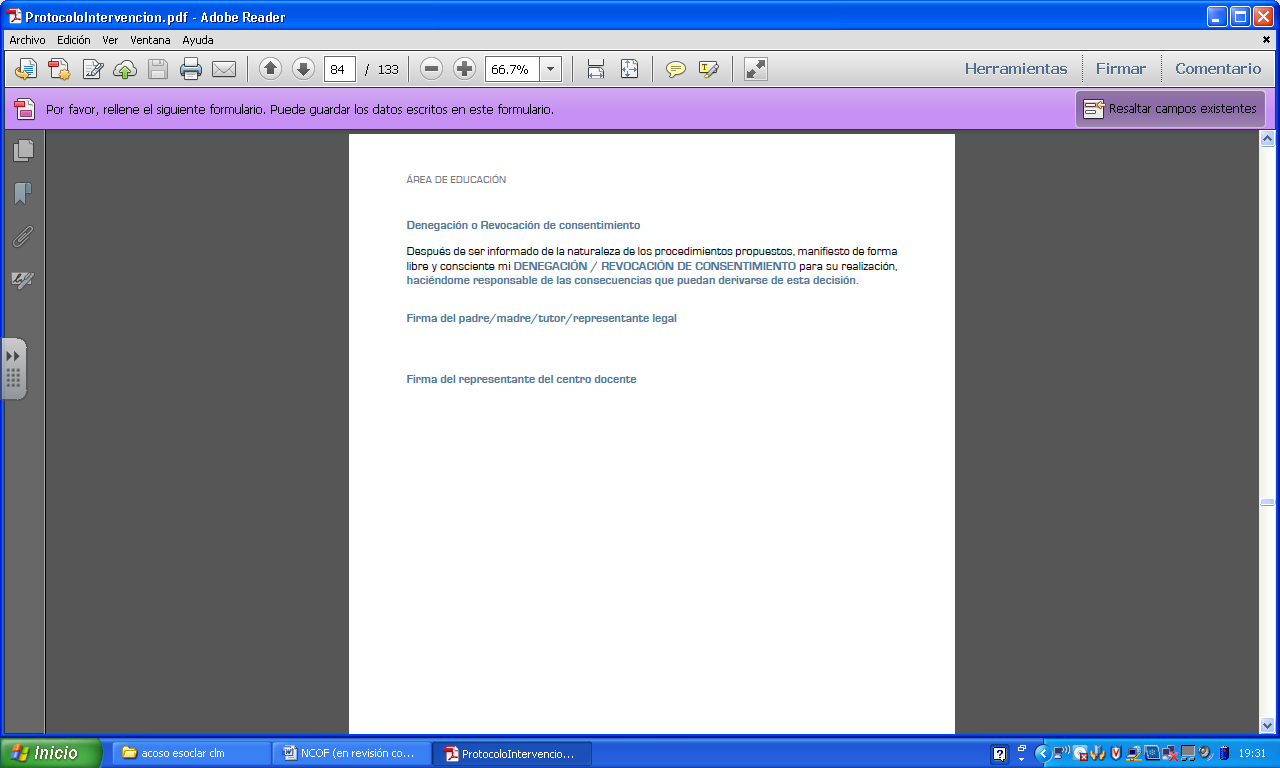 ProtocoloIntervencion.pdf - Adobe Reader
Archivo Edición Ver Ventana Ayuda
84 / 133 66.7% Herramientas Firmar Comentario
Por favor, rellene el siguiente formulario. Puede guardar los datos escritos en este formulario. Resaltar campos existentes
ÁREA DE EDUCACIÓN
Denegación o Revocación de consentimiento
Después de ser informado de la naturaleza de los procedimientos propuestos, manifiesto de forma
libre y consciente mi DENEGACIÓN / REVOCACIÓN DE CONSENTIMIENTO para su realización,
haciéndome responsable de las consecuencias que puedan derivarse de esta decisión.
Firma del padre/madre/tutor/representante legal
Firma del representante del centro docente
Inicio acoso esoclar clm NCOF (en revisión co... ProtocoloIntervencio... 19:31